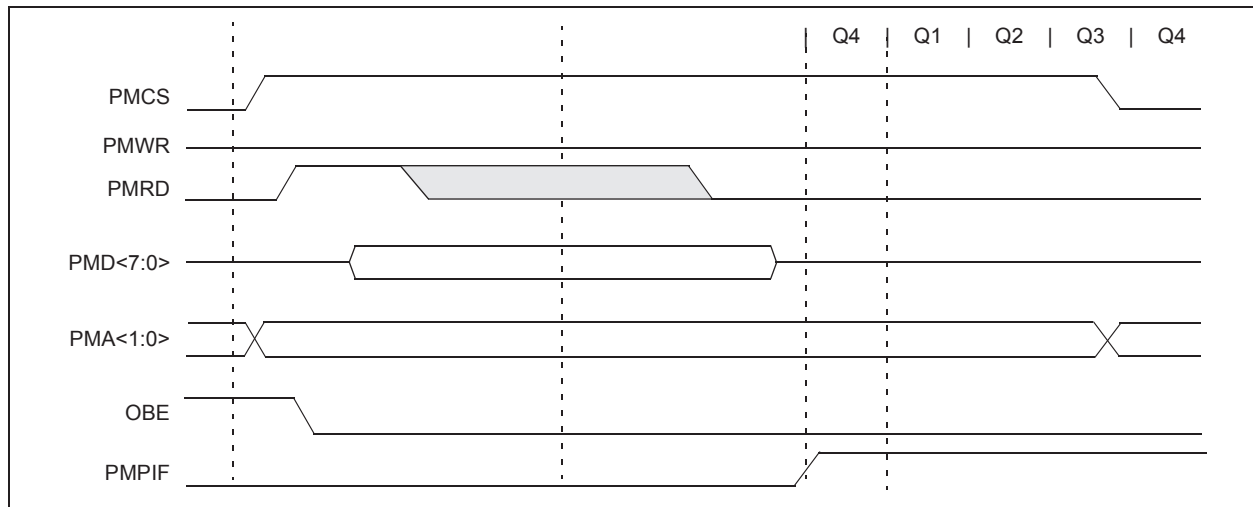 | Q4 | Q1 | Q2 | Q3 | Q4
PMCS
PMWR
PMRD
PMD<7:0>
PMA<1:0>
OBE
PMPIF